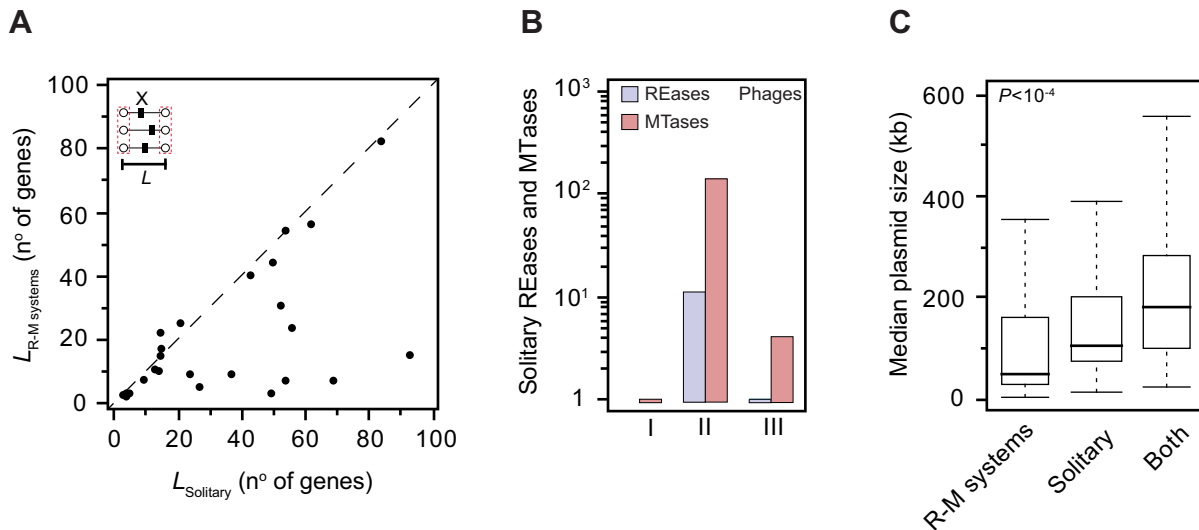 A
B
C
100
80
60
40
20
0
L R-M systems (nº of genes)
X
L
0 20 40 60 80 100
L Solitary (nº of genes)
Solitary REases and MTases
10³
10²
10¹
1
REases
MTases
Phages
I II III
Median plasmid size (kb)
600
400
200
0
P<10⁻⁴
R-M systems
Solitary
Both